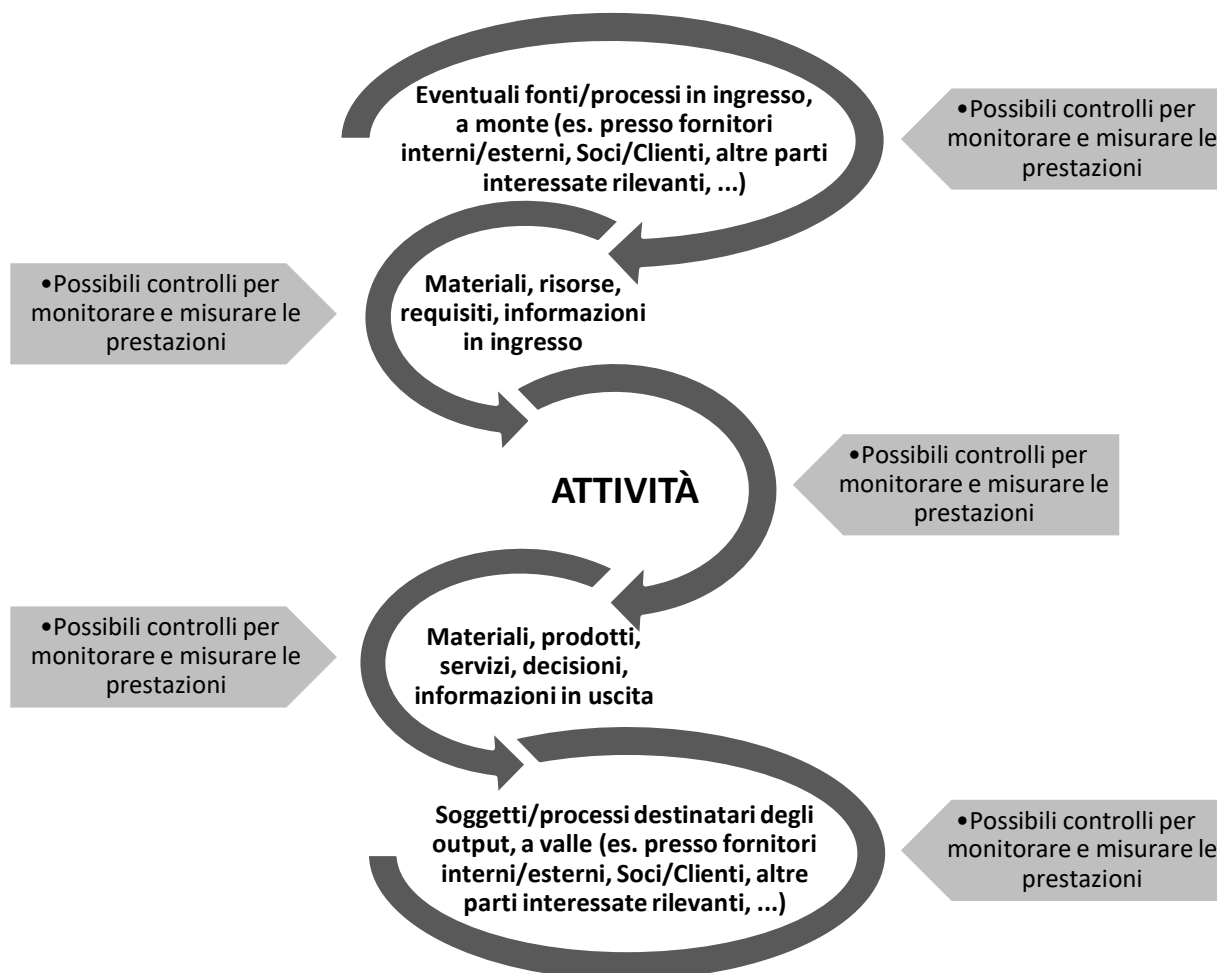 Eventuali fonti/processi in ingresso,
a monte (es. presso fornitori
interni/esterni, Soci/Clienti, altre parti
interessate rilevanti, ...)
•Possibili controlli per
monitorare e misurare le
prestazioni
•Possibili controlli per
monitorare e misurare le
prestazioni
Materiali, risorse,
requisiti, informazioni
in ingresso
ATTIVITÀ
•Possibili controlli per
monitorare e misurare le
prestazioni
•Possibili controlli per
monitorare e misurare le
prestazioni
Materiali, prodotti,
servizi, decisioni,
informazioni in uscita
Soggetti/processi destinatari degli
output, a valle (es. presso fornitori
interni/esterni, Soci/Clienti, altre
parti interessate rilevanti, ...)
•Possibili controlli per
monitorare e misurare le
prestazioni